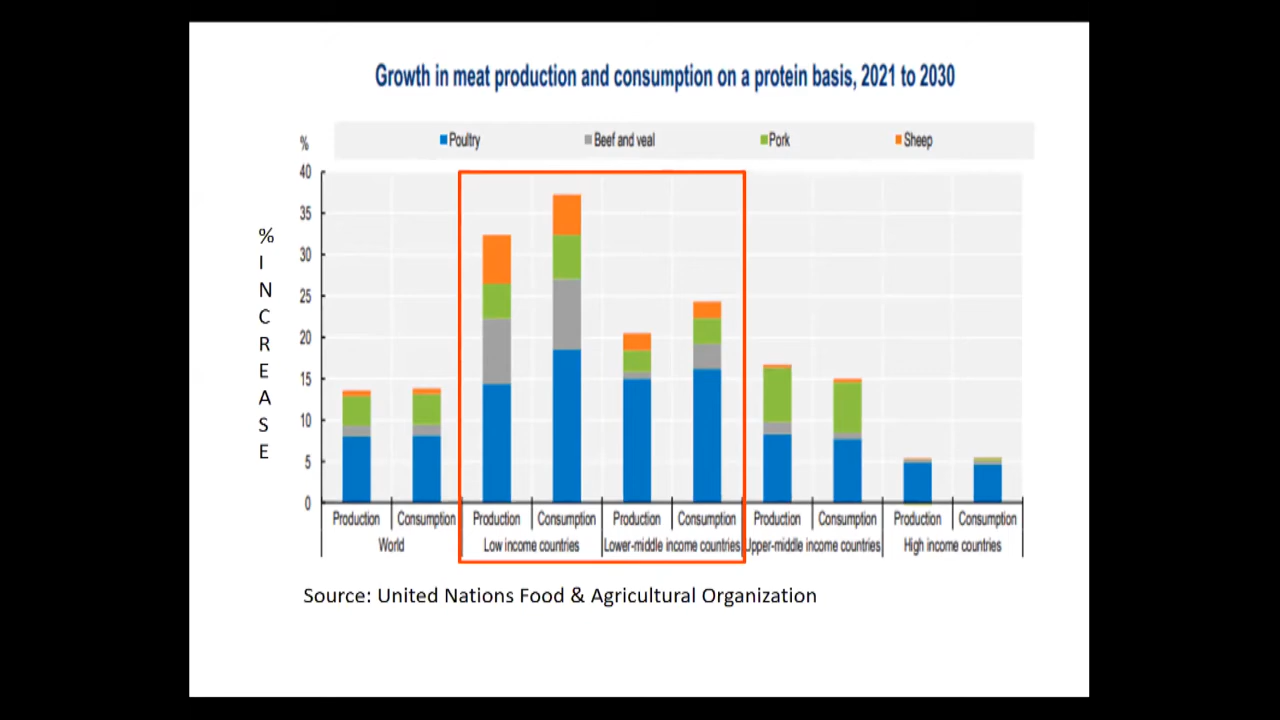 Growth in meat production and consumption on a protein basis, 2021 to 2030
%
Poultry Beef and veal Pork Sheep
40
35
30
25
20
15
10
5
0
% INCREASE
Production Consumption Production Consumption Production Consumption Production Consumption Production Consumption
World Low income countries Lower-middle income countries Upper-middle income countries High income countries
Source: United Nations Food & Agricultural Organization